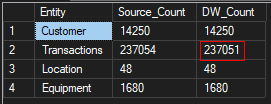 Entity Source_Count DW_Count
1 Customer 14250 14250
2 Transactions 237054 237051
3 Location 48 48
4 Equipment 1680 1680